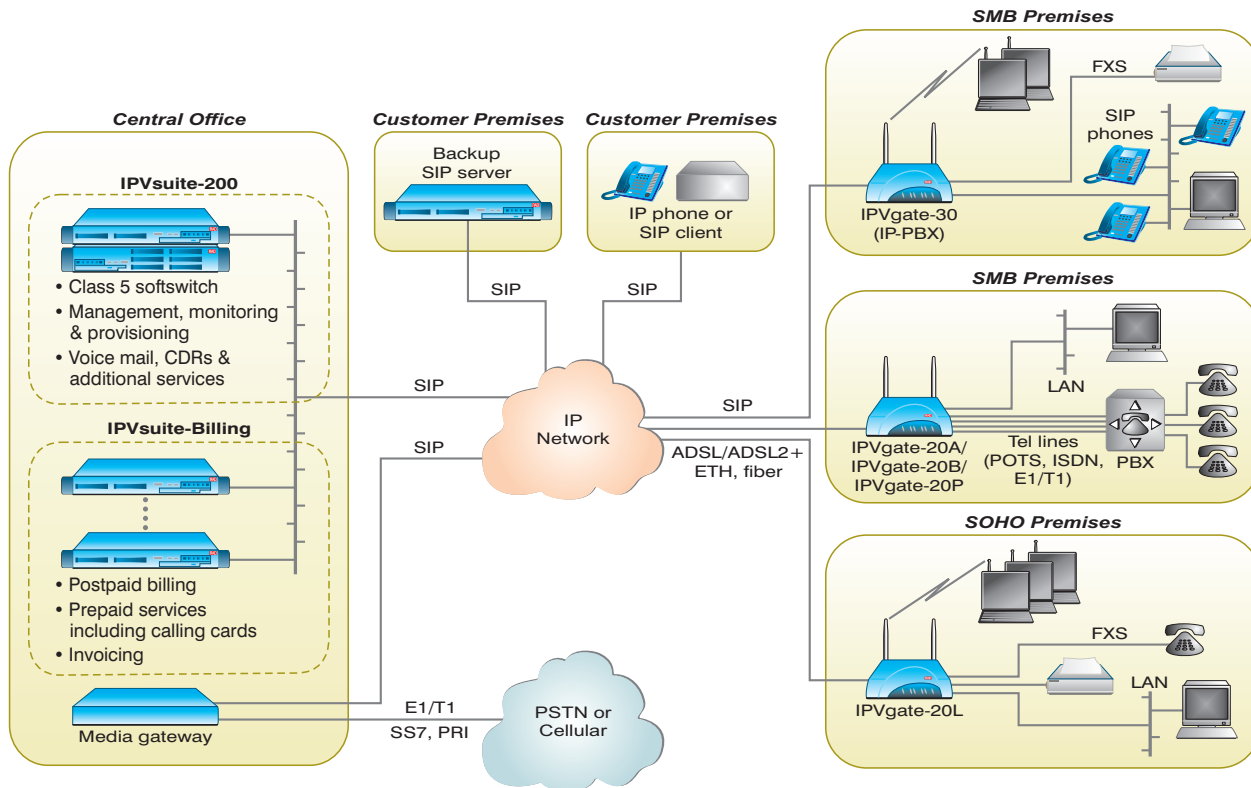 Central Office
IPVsuite-200
• Class 5 softswitch
• Management, monitoring
& provisioning
• Voice mail, CDRs &
additional services
IPVsuite-Billing
• Postpaid billing
• Prepaid services
including calling cards
• Invoicing
Media gateway
Customer Premises
Backup
SIP server
Customer Premises
IP phone or
SIP client
SIP
SIP
SIP
SIP
IP
Network
SIP
ADSL/ADSL2+
ETH, fiber
E1/T1
SS7, PRI
PSTN or
Cellular
SMB Premises
FXS
SIP
phones
IPVgate-30
(IP-PBX)
SMB Premises
LAN
IPVgate-20A/
IPVgate-20B/
IPVgate-20P
Tel lines
(POTS, ISDN,
E1/T1)
PBX
SOHO Premises
FXS
LAN
IPVgate-20L